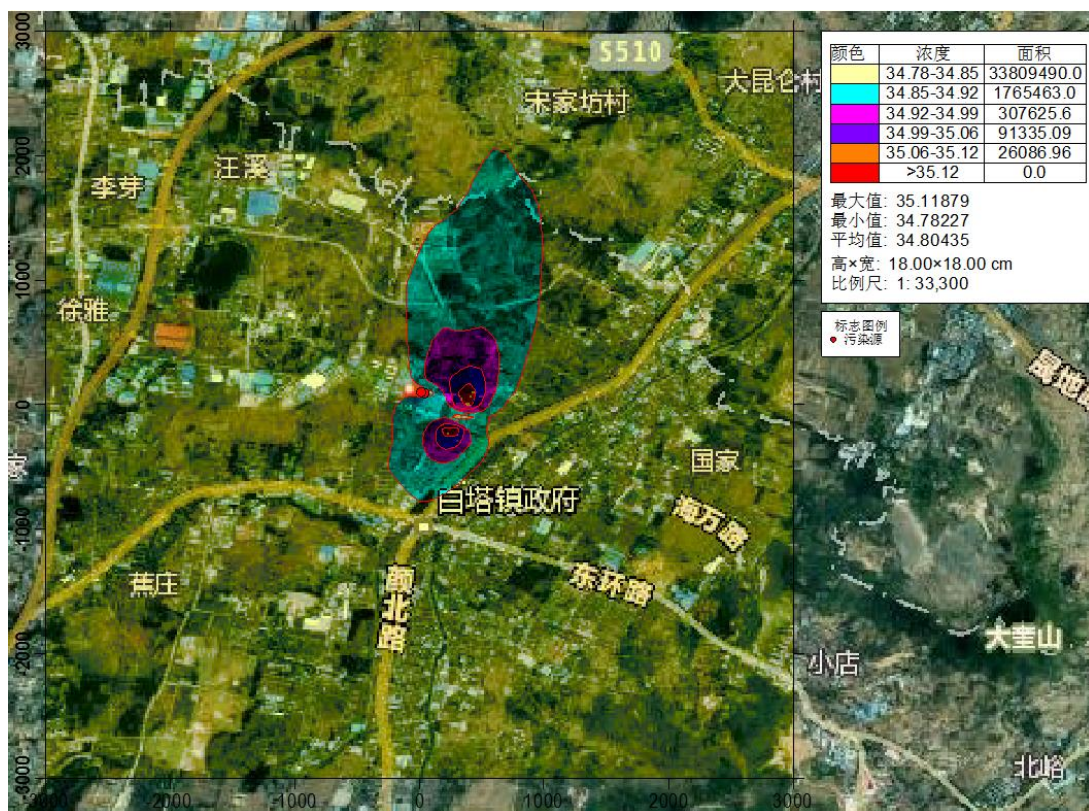 3000
2000
1000
0
-1000
-2000
-3000
-3000
-2000
-1000
0
1000
2000
3000
S510
大昆仑村
宋家坊村
汪溪
李芽
徐雅
国家
白塔镇政府
海万路
东环路
颜北路
蕉庄
小店
大奎山
北峪
颜色 浓度 面积
34.78-34.85 33809490.0
34.85-34.92 1765463.0
34.92-34.99 307625.6
34.99-35.06 91335.09
35.06-35.12 26086.96
>35.12 0.0
最大值: 35.11879
最小值: 34.78227
平均值: 34.80435
高×宽: 18.00×18.00 cm
比例尺: 1: 33,300
标志图例
污染源